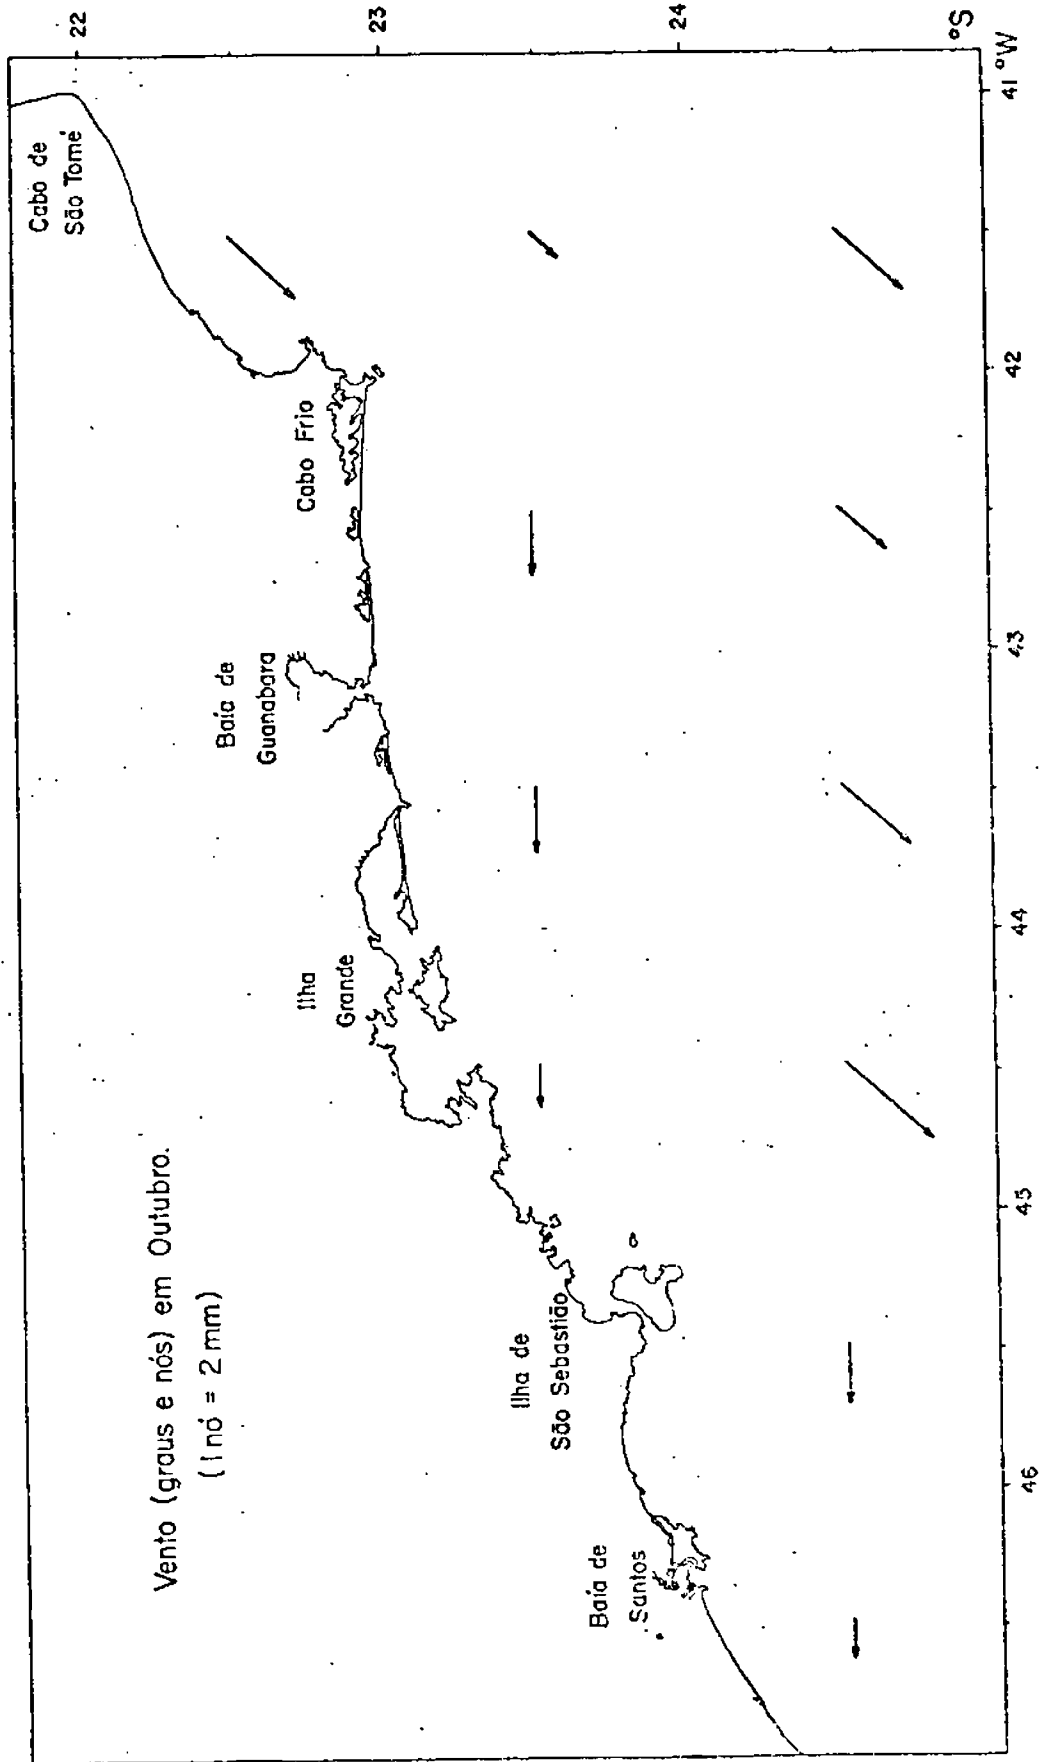 Vento (graus e nós) em Outubro.
(1 nó = 2 mm)
Cabo de
São Tomé
Cabo Frio
Baía de
Guanabara
Ilha
Grande
Ilha de
São Sebastião
Baía de
Santos
22
23
24
°S
46
45
44
43
42
41 °W